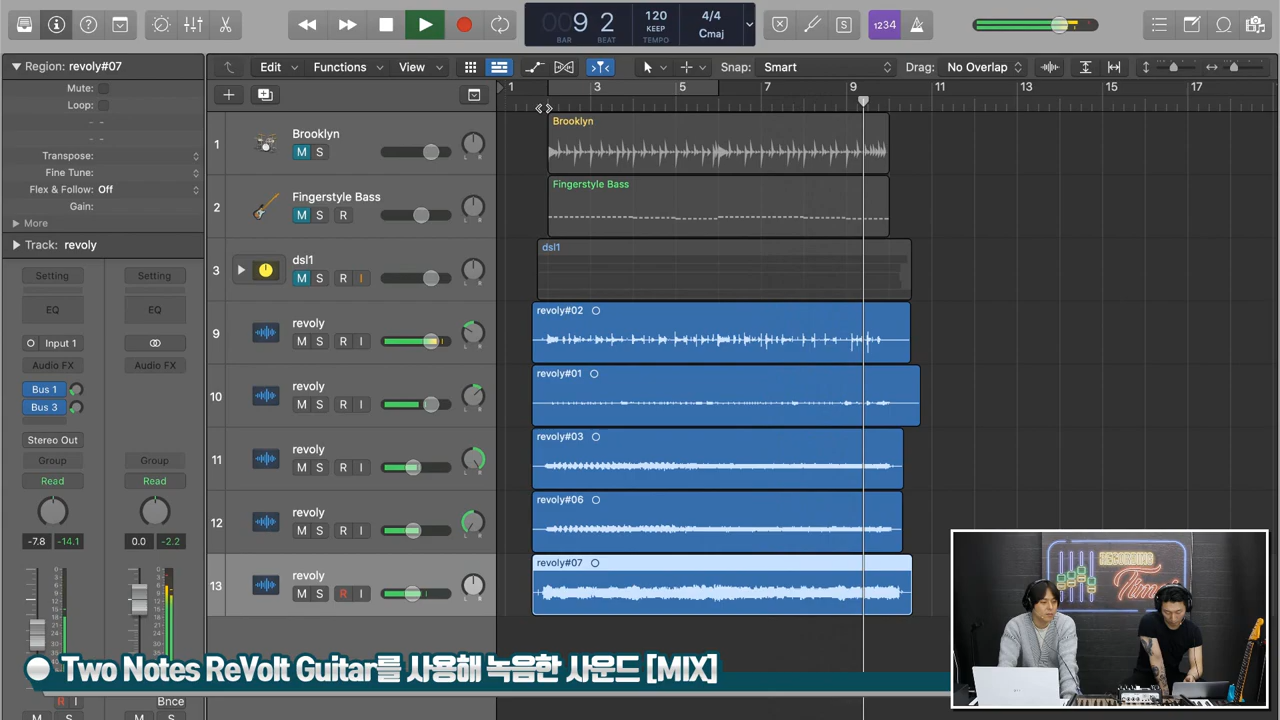 009 2
BAR BEAT
120
KEEP
TEMPO
4/4
Cmaj
S
1234
Region: revoly#07
Mute:
Loop:
Transpose:
Fine Tune:
Flex & Follow: Off
Gain:
More
Track: revoly
Setting Setting
EQ EQ
Input 1
Audio FX Audio FX
Bus 1
Bus 3
Stereo Out
Group Group
Read Read
-7.8 -14.1 0.0 -2.2
R I Bnce
M S M
Edit Functions View
Snap: Smart
Drag: No Overlap
1 3 5 7 9 11 13 15 17
1 Brooklyn
M S L R
2 Fingerstyle Bass
M S R L R
3 dsl1
M S R I L R
9 revoly
M S R I L R
10 revoly
M S R I L R
11 revoly
M S R I L R
12 revoly
M S R I L R
13 revoly
M S R I L R
Brooklyn
Fingerstyle Bass
dsl1
revoly#02
revoly#01
revoly#03
revoly#06
revoly#07
RECORDING
Time
Two Notes ReVolt Guitar를 사용해 녹음한 사운드 [MIX]